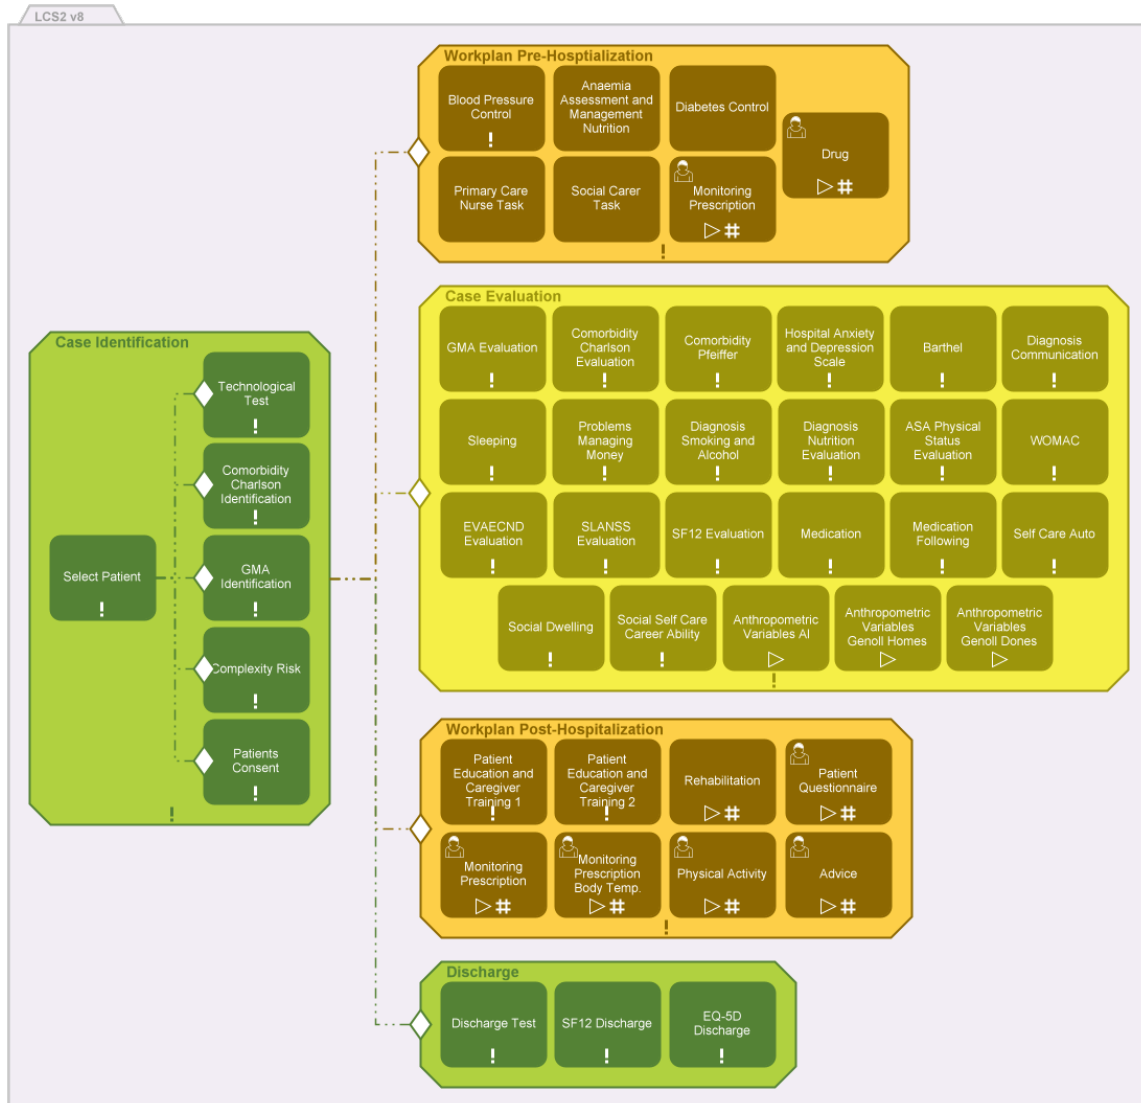 LCS2 v8
Workplan Pre-Hosptialization
Blood Pressure
Control
!
Anaemia
Assessment and
Management
Nutrition
Diabetes Control
Drug
#
Primary Care
Nurse Task
Social Carer
Task
Monitoring
Prescription
#
!
Case Evaluation
GMA Evaluation
!
Comorbidity
Charlson
Evaluation
!
Comorbidity
Pfeiffer
!
Hospital Anxiety
and Depression
Scale
!
Barthel
!
Diagnosis
Communication
!
Sleeping
!
Problems
Managing
Money
!
Diagnosis
Smoking and
Alcohol
!
Diagnosis
Nutrition
Evaluation
!
ASA Physical
Status
Evaluation
!
WOMAC
!
EVAECND
Evaluation
!
SLANSS
Evaluation
!
SF12 Evaluation
!
Medication
!
Medication
Following
!
Self Care Auto
!
Social Dwelling
!
Social Self Care
Career Ability
!
Anthropometric
Variables AI
Anthropometric
Variables
Genoll Homes
Anthropometric
Variables
Genoll Dones
!
Case Identification
Select Patient
!
Technological
Test
!
Comorbidity
Charlson
Identification
!
GMA
Identification
!
Complexity Risk
!
Patients
Consent
!
!
Workplan Post-Hospitalization
Patient
Education and
Caregiver
Training 1
!
Patient
Education and
Caregiver
Training 2
!
Rehabilitation
#
Patient
Questionnaire
#
Monitoring
Prescription
#
Monitoring
Prescription
Body Temp.
#
Physical Activity
#
Advice
#
!
Discharge
Discharge Test
!
SF12 Discharge
!
EQ-5D
Discharge
!